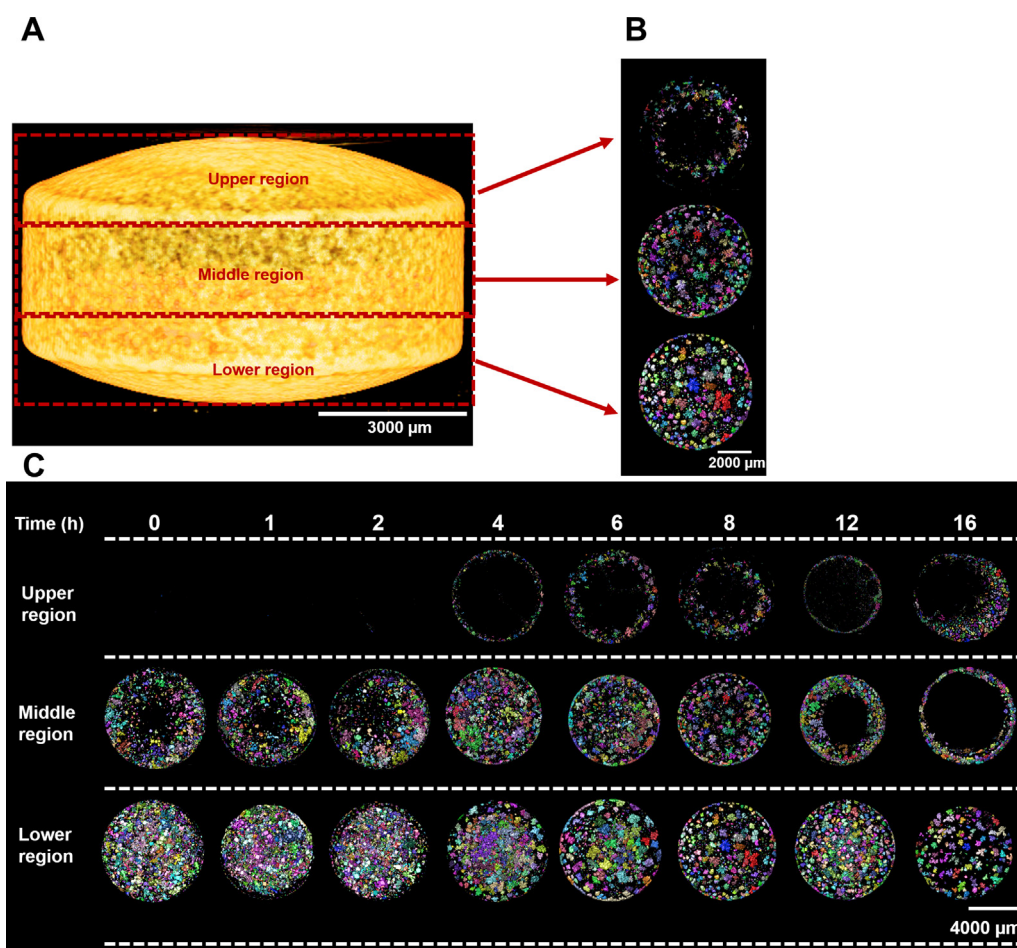 A
B
Upper region
Middle region
Lower region
3000 µm
2000 µm
C
Time (h) 0 1 2 4 6 8 12 16
Upper
region
Middle
region
Lower
region
4000 µm